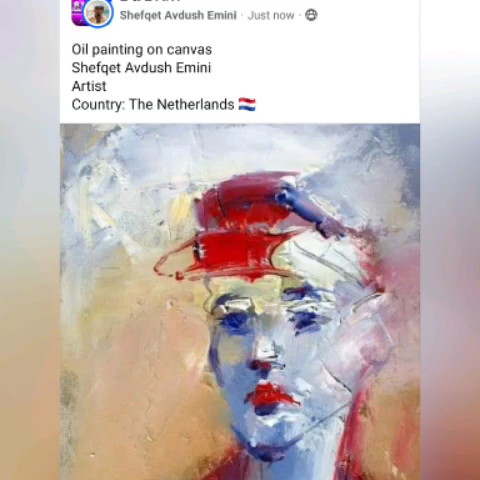 Shefqet Avdush Emini · Just now ·
Oil painting on canvas
Shefqet Avdush Emini
Artist
Country: The Netherlands 🇳🇱